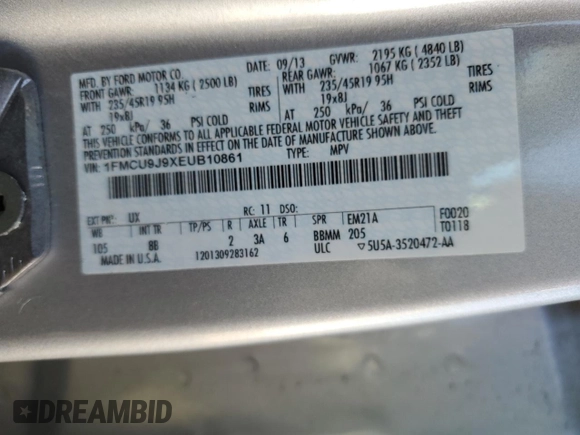 MFD. BY FORD MOTOR CO.
DATE: 09/13 GVWR: 2195 KG ( 4840 LB)
FRONT GAWR: 1134 KG ( 2500 LB) REAR GAWR: 1067 KG ( 2352 LB)
WITH 235/45R19 95H TIRES WITH 235/45R19 95H TIRES
19x8J RIMS 19x8J RIMS
AT 250 kPa/ 36 PSI COLD AT 250 kPa/ 36 PSI COLD
THIS VEHICLE CONFORMS TO ALL APPLICABLE FEDERAL MOTOR VEHICLE SAFETY AND THEFT
PREVENTION STANDARDS IN EFFECT ON THE DATE OF MANUFACTURE SHOWN ABOVE.
VIN: 1FMCU9J9XEUB10861 TYPE: MPV
EXT PNT: UX RC: 11 DSO:
WB INT TR TP/PS R AXLE TR SPR EM21A F0020
105 8B 2 3A 6 BBMM 205 T0118
MADE IN U.S.A. 1201309283162 ULC ▽5U5A-3520472-AA
DREAMBID